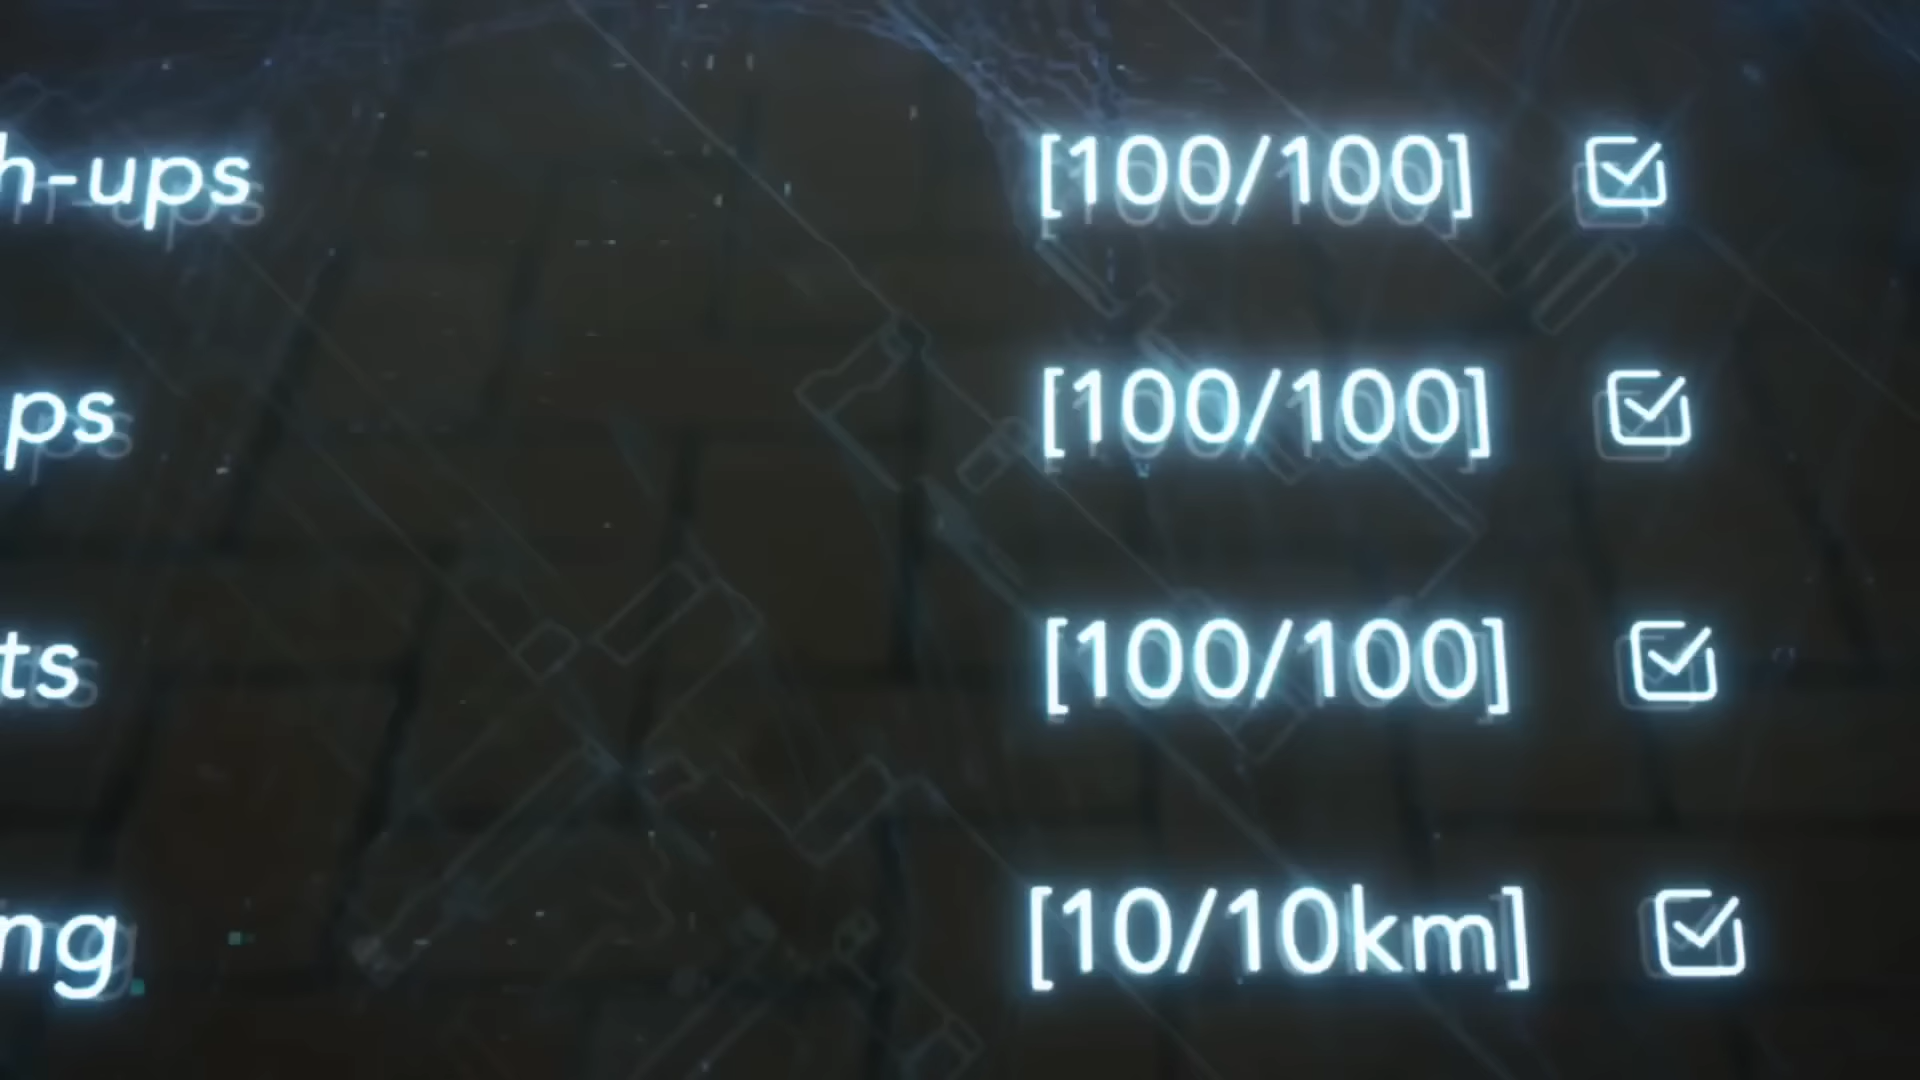 h-ups [100/100]
ps [100/100]
ts [100/100]
ng [10/10km]